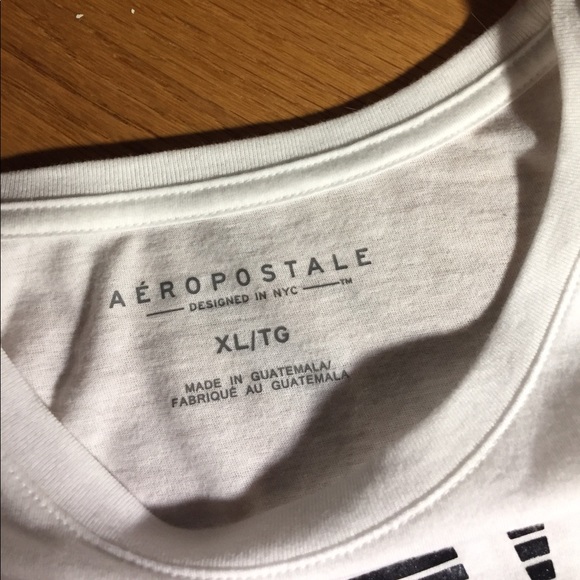 AÉROPOSTALE
DESIGNED IN NYC TM
XL/TG
MADE IN GUATEMALA/
FABRIQUÉ AU GUATEMALA